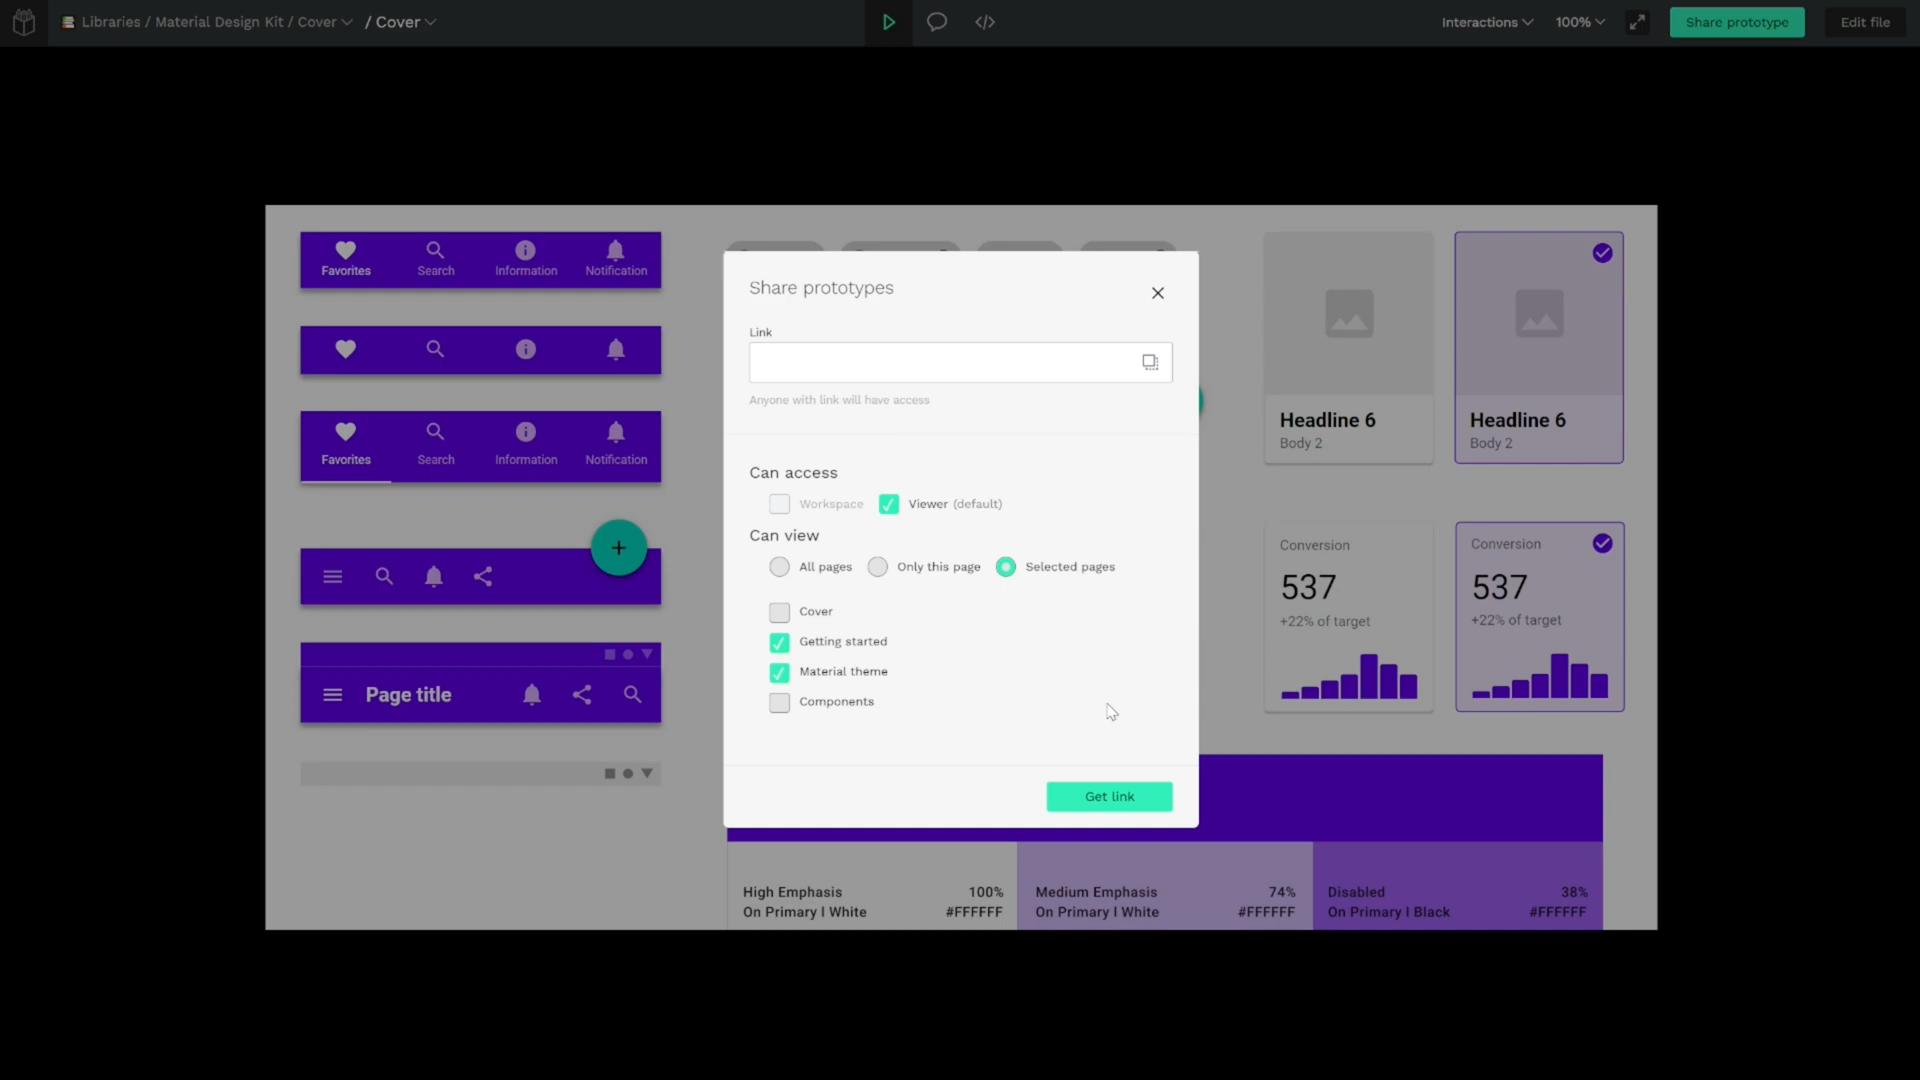 Libraries / Material Design Kit / Cover / Cover
Interactions
100%
Share prototype
Edit file
Favorites Search Information Notification
Favorites Search Information Notification
Page title
Share prototypes
Link
Anyone with link will have access
Can access
Workspace Viewer (default)
Can view
All pages Only this page Selected pages
Cover
Getting started
Material theme
Components
Get link
Headline 6
Body 2
Headline 6
Body 2
Conversion
537
+22% of target
Conversion
537
+22% of target
High Emphasis 100%
On Primary | White #FFFFFF
Medium Emphasis 74%
On Primary | White #FFFFFF
Disabled 38%
On Primary | Black #FFFFFF